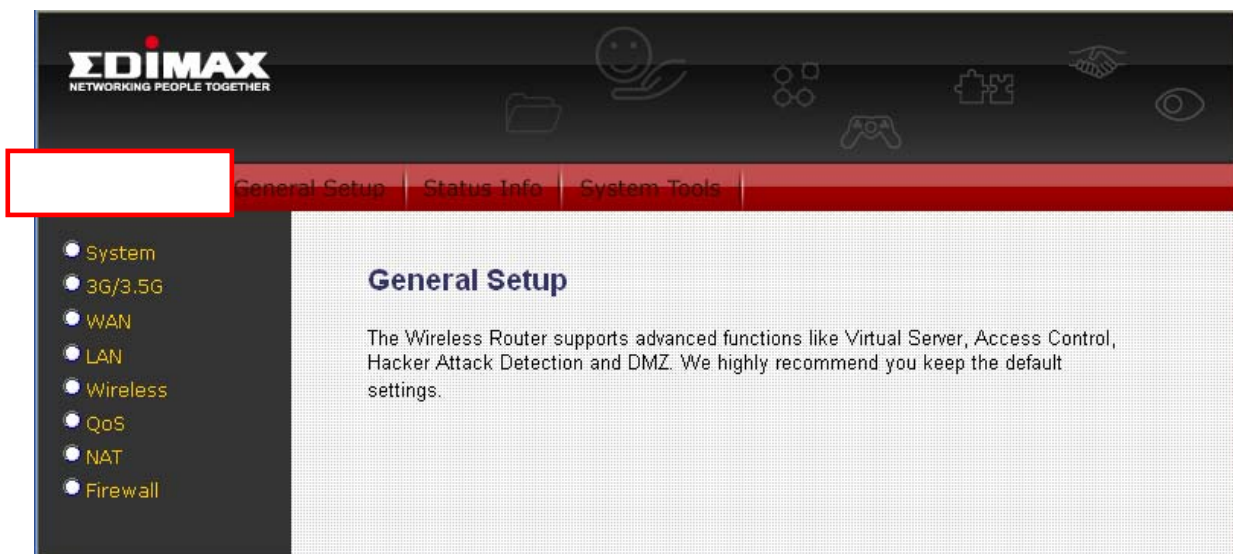 EDIMAX
NETWORKING PEOPLE TOGETHER
General Setup
Status Info
System Tools
System
3G/3.5G
WAN
LAN
Wireless
QoS
NAT
Firewall
General Setup
The Wireless Router supports advanced functions like Virtual Server, Access Control,
Hacker Attack Detection and DMZ. We highly recommend you keep the default
settings.